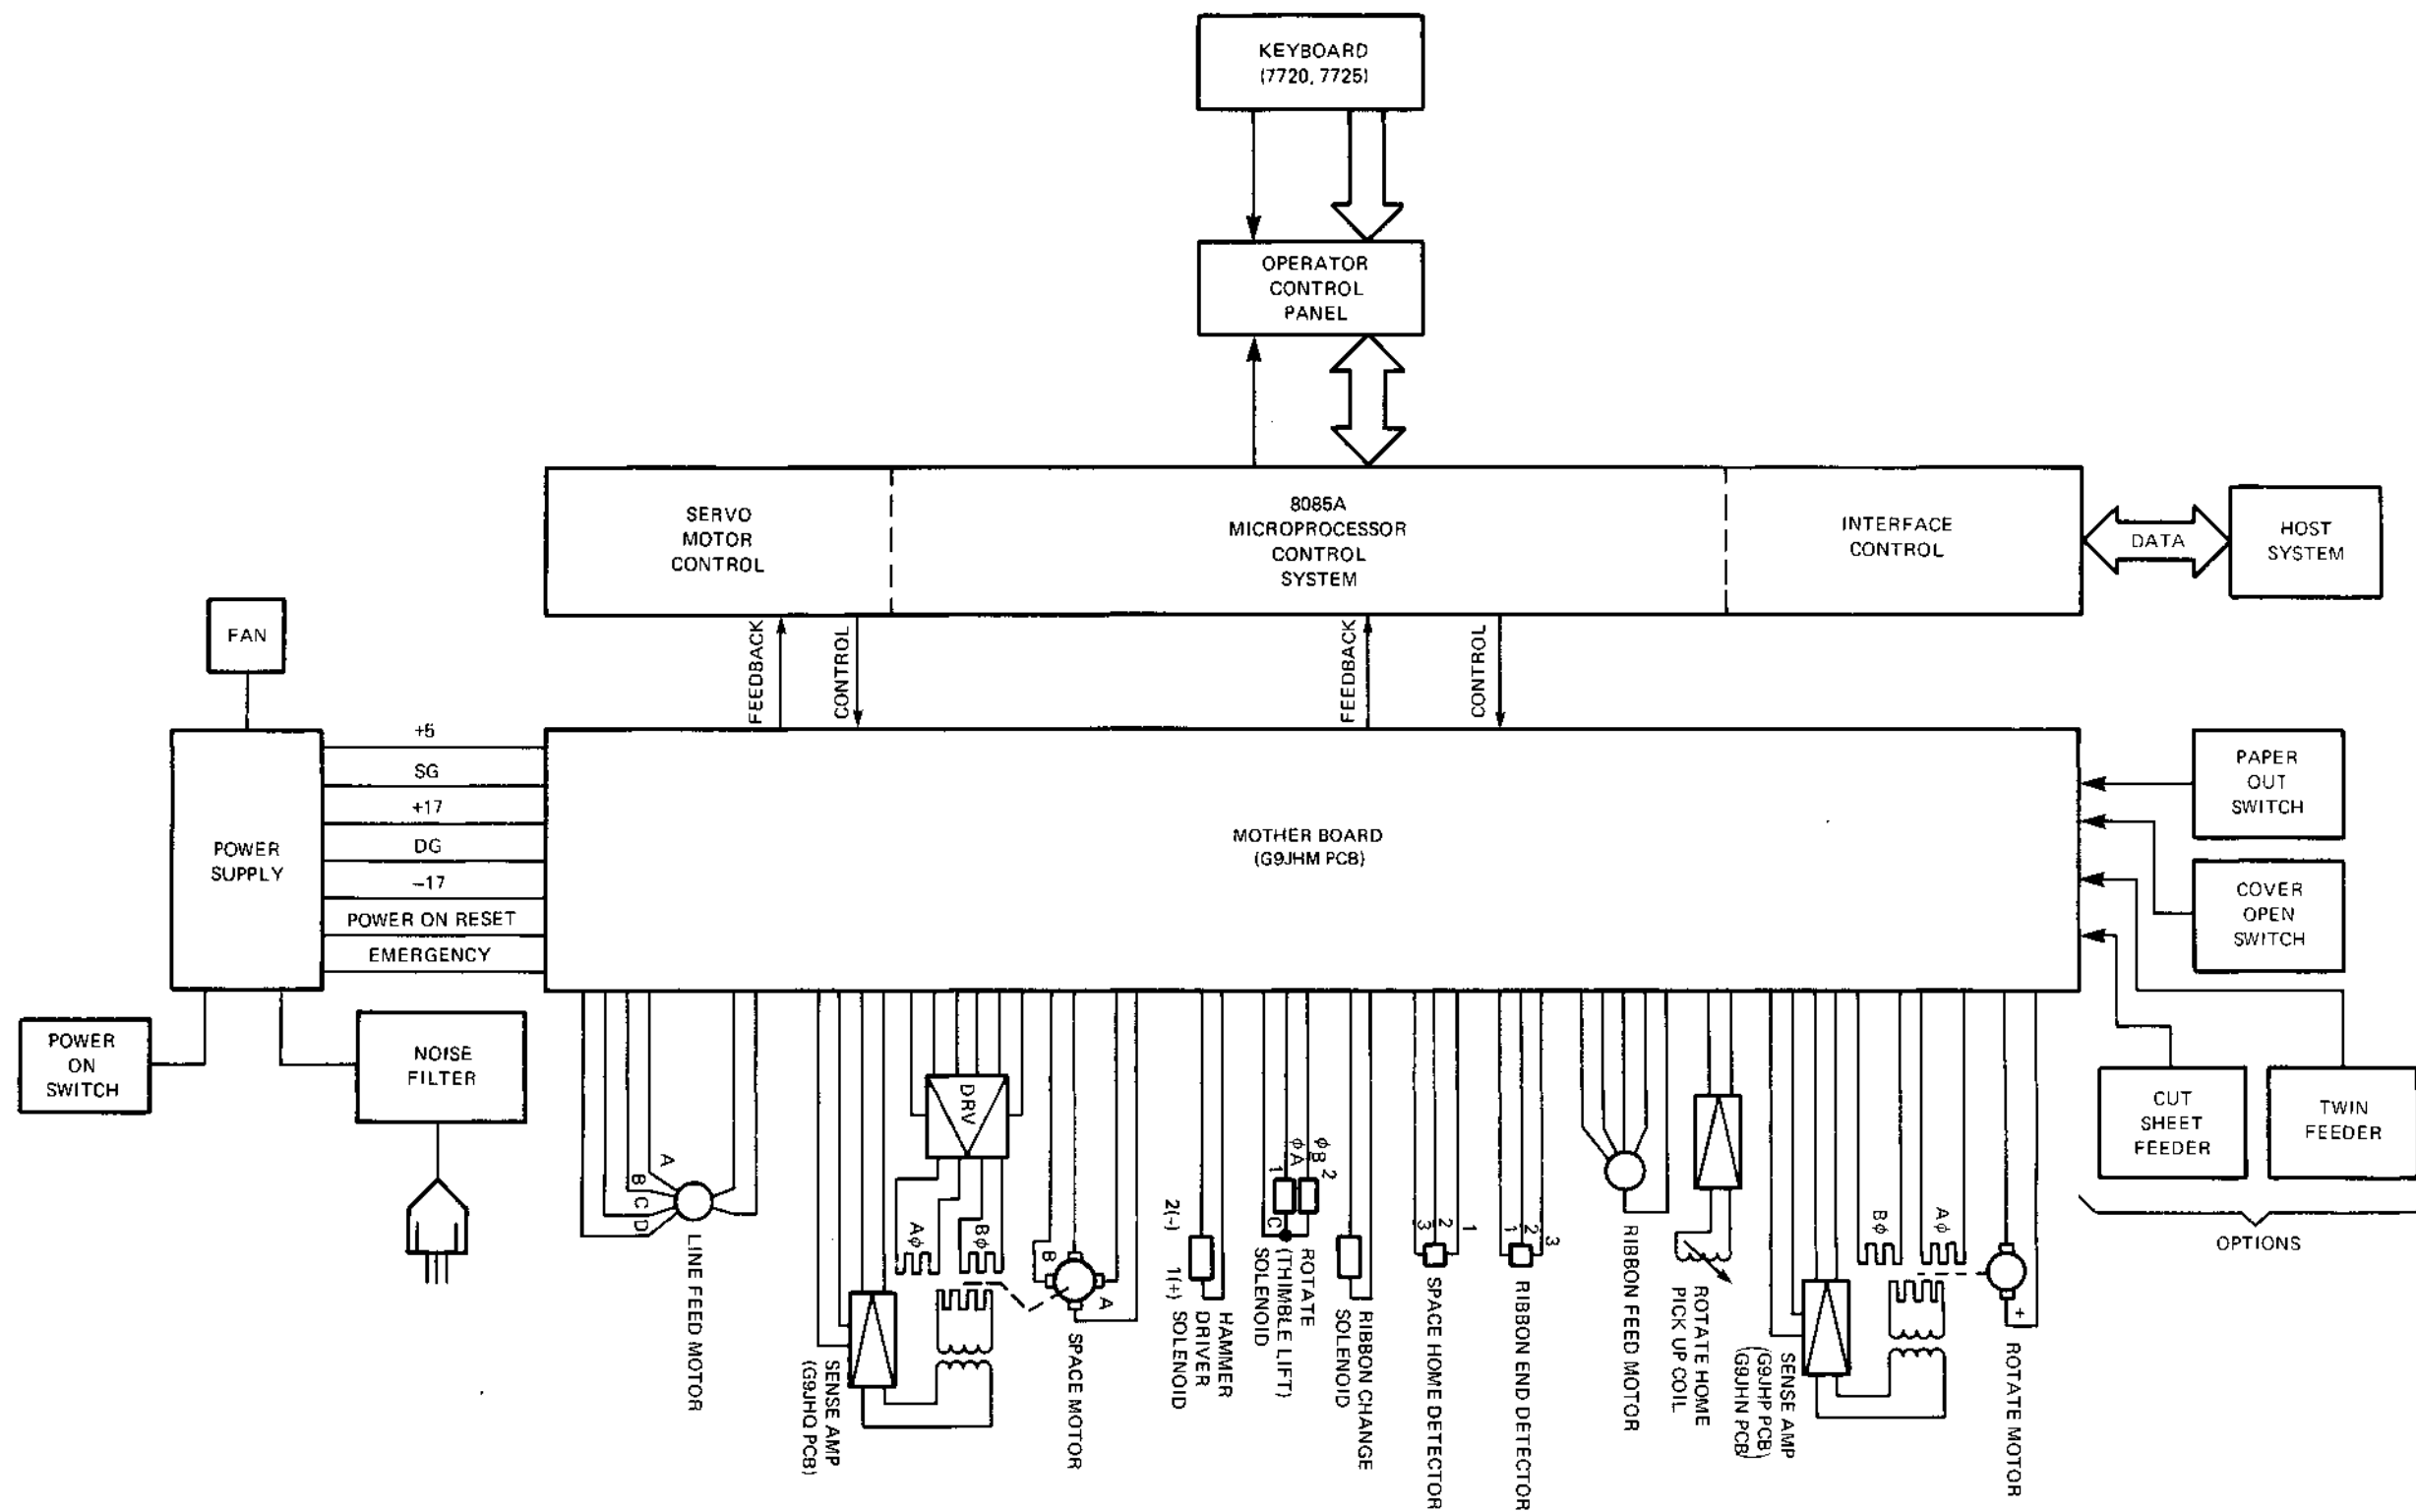 KEYBOARD
(7720, 7725)
OPERATOR
CONTROL
PANEL
SERVO
MOTOR
CONTROL
8085A
MICROPROCESSOR
CONTROL
SYSTEM
INTERFACE
CONTROL
DATA
HOST
SYSTEM
FAN
FEEDBACK
CONTROL
FEEDBACK
CONTROL
POWER
SUPPLY
+5
SG
+17
DG
−17
POWER ON RESET
EMERGENCY
MOTHER BOARD
(G9JHM PCB)
PAPER
OUT
SWITCH
COVER
OPEN
SWITCH
POWER
ON
SWITCH
NOISE
FILTER
CUT
SHEET
FEEDER
TWIN
FEEDER
OPTIONS
A
B
C
D
LINE FEED MOTOR
DRV
Aϕ
Bϕ
SENSE AMP
(G9JHQ PCB)
B
A
SPACE MOTOR
2(−)
1(+)
HAMMER
DRIVER
SOLENOID
ϕA
1
ϕB
2
C
ROTATE
(THIMBLE LIFT)
SOLENOID
RIBBON CHANGE
SOLENOID
3
2
1
SPACE HOME DETECTOR
1
2
3
RIBBON END DETECTOR
RIBBON FEED MOTOR
ROTATE HOME
PICK UP COIL
SENSE AMP
(G9JHP PCB)
(G9JHN PCB)
Bϕ
Aϕ
+
ROTATE MOTOR